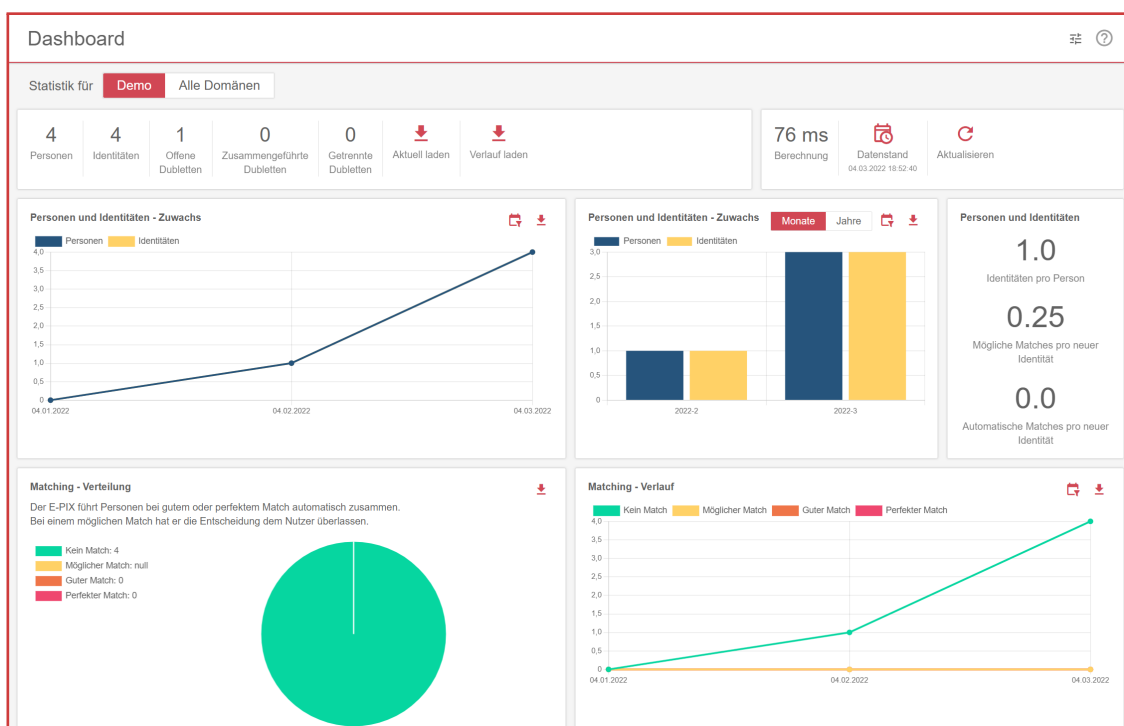 Dashboard
Statistik für Demo Alle Domänen
4 4 1 0 0
Personen Identitäten Offene Zusammengeführte Getrennte Aktuell laden Verlauf laden
Dubletten Dubletten Dubletten
76 ms
Berechnung Datenstand Aktualisieren
04.03.2022 18:52:40
Personen und Identitäten - Zuwachs
Personen Identitäten
4,0
3,5
3,0
2,5
2,0
1,5
1,0
0,5
0
04.01.2022 04.02.2022 04.03.2022
Personen und Identitäten - Zuwachs Monate Jahre
Personen Identitäten
3,0
2,5
2,0
1,5
1,0
0,5
0
2022-2 2022-3
Personen und Identitäten
1.0
Identitäten pro Person
0.25
Mögliche Matches pro neuer
Identität
0.0
Automatische Matches pro neuer
Identität
Matching - Verteilung
Der E-PIX führt Personen bei gutem oder perfektem Match automatisch zusammen.
Bei einem möglichen Match hat er die Entscheidung dem Nutzer überlassen.
Kein Match: 4
Möglicher Match: null
Guter Match: 0
Perfekter Match: 0
Matching - Verlauf
Kein Match Möglicher Match Guter Match Perfekter Match
4,0
3,5
3,0
2,5
2,0
1,5
1,0
0,5
0
04.01.2022 04.02.2022 04.03.2022